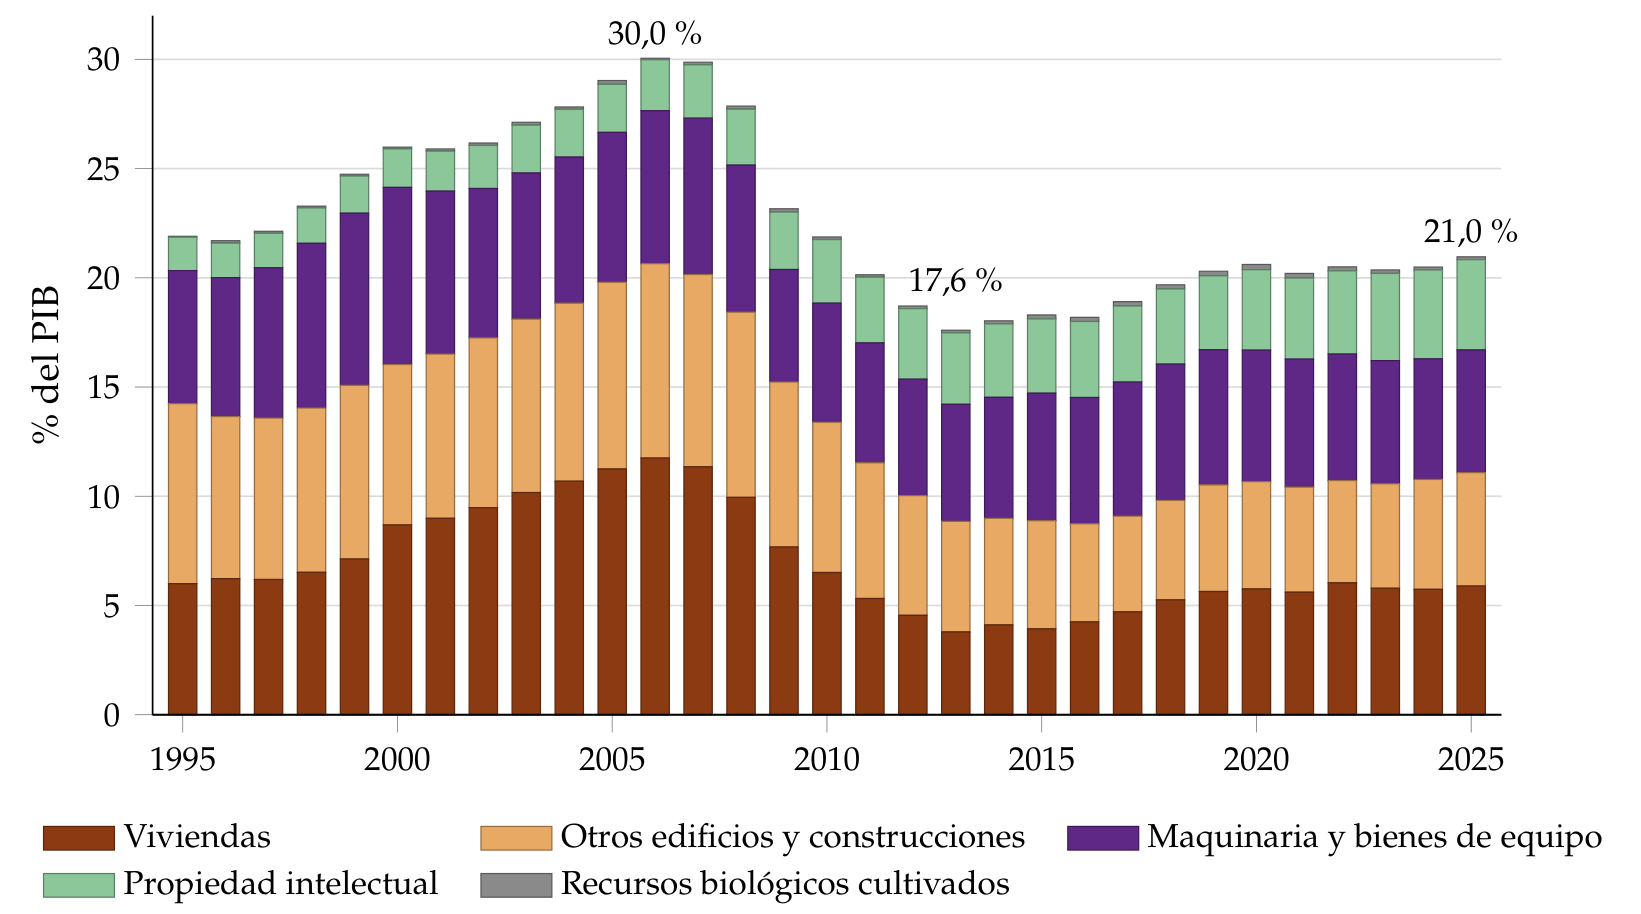 30,0 %
30
25
21,0 %
20
17,6 %
15
10
5
0
% del PIB
1995 2000 2005 2010 2015 2020 2025
Viviendas Otros edificios y construcciones Maquinaria y bienes de equipo
Propiedad intelectual Recursos biológicos cultivados